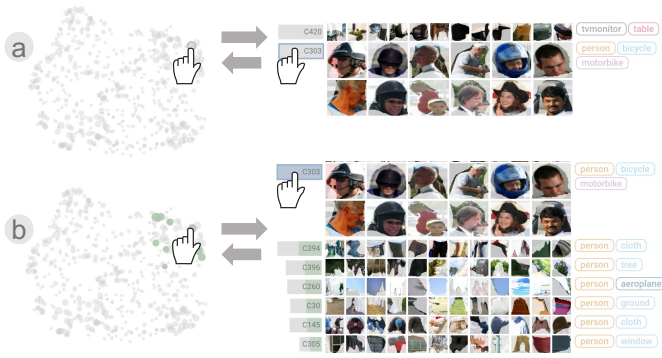 a
C420
tvmonitor table
C303
person bicycle
motorbike
b
C303
person bicycle
motorbike
C394
person cloth
C396
person tree
C260
person aeroplane
C30
person ground
C145
person cloth
C305
person window